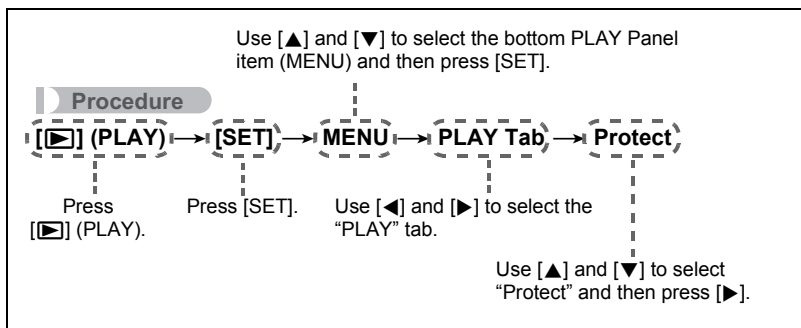 Use [▲] and [▼] to select the bottom PLAY Panel
item (MENU) and then press [SET].
Procedure
[▶] (PLAY) → [SET] → MENU → PLAY Tab → Protect
Press
[▶] (PLAY).
Press [SET].
Use [◀] and [▶] to select the
“PLAY” tab.
Use [▲] and [▼] to select
“Protect” and then press [▶].